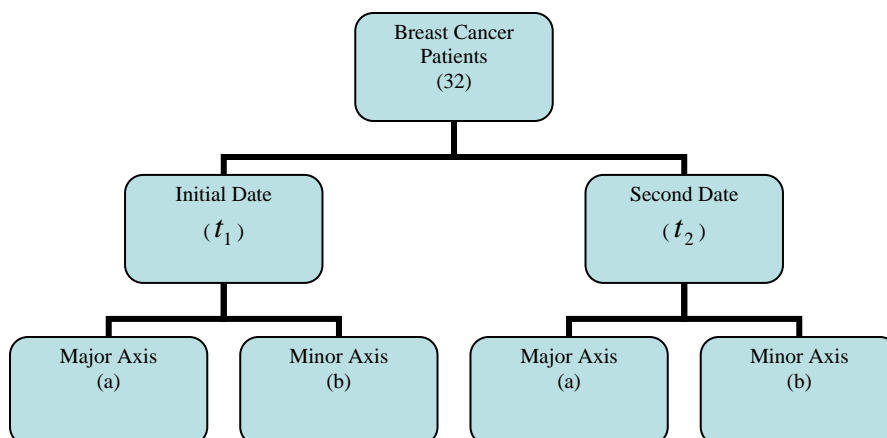 Breast Cancer
Patients
(32)
Initial Date
( t₁ )
Second Date
( t₂ )
Major Axis
(a)
Minor Axis
(b)
Major Axis
(a)
Minor Axis
(b)